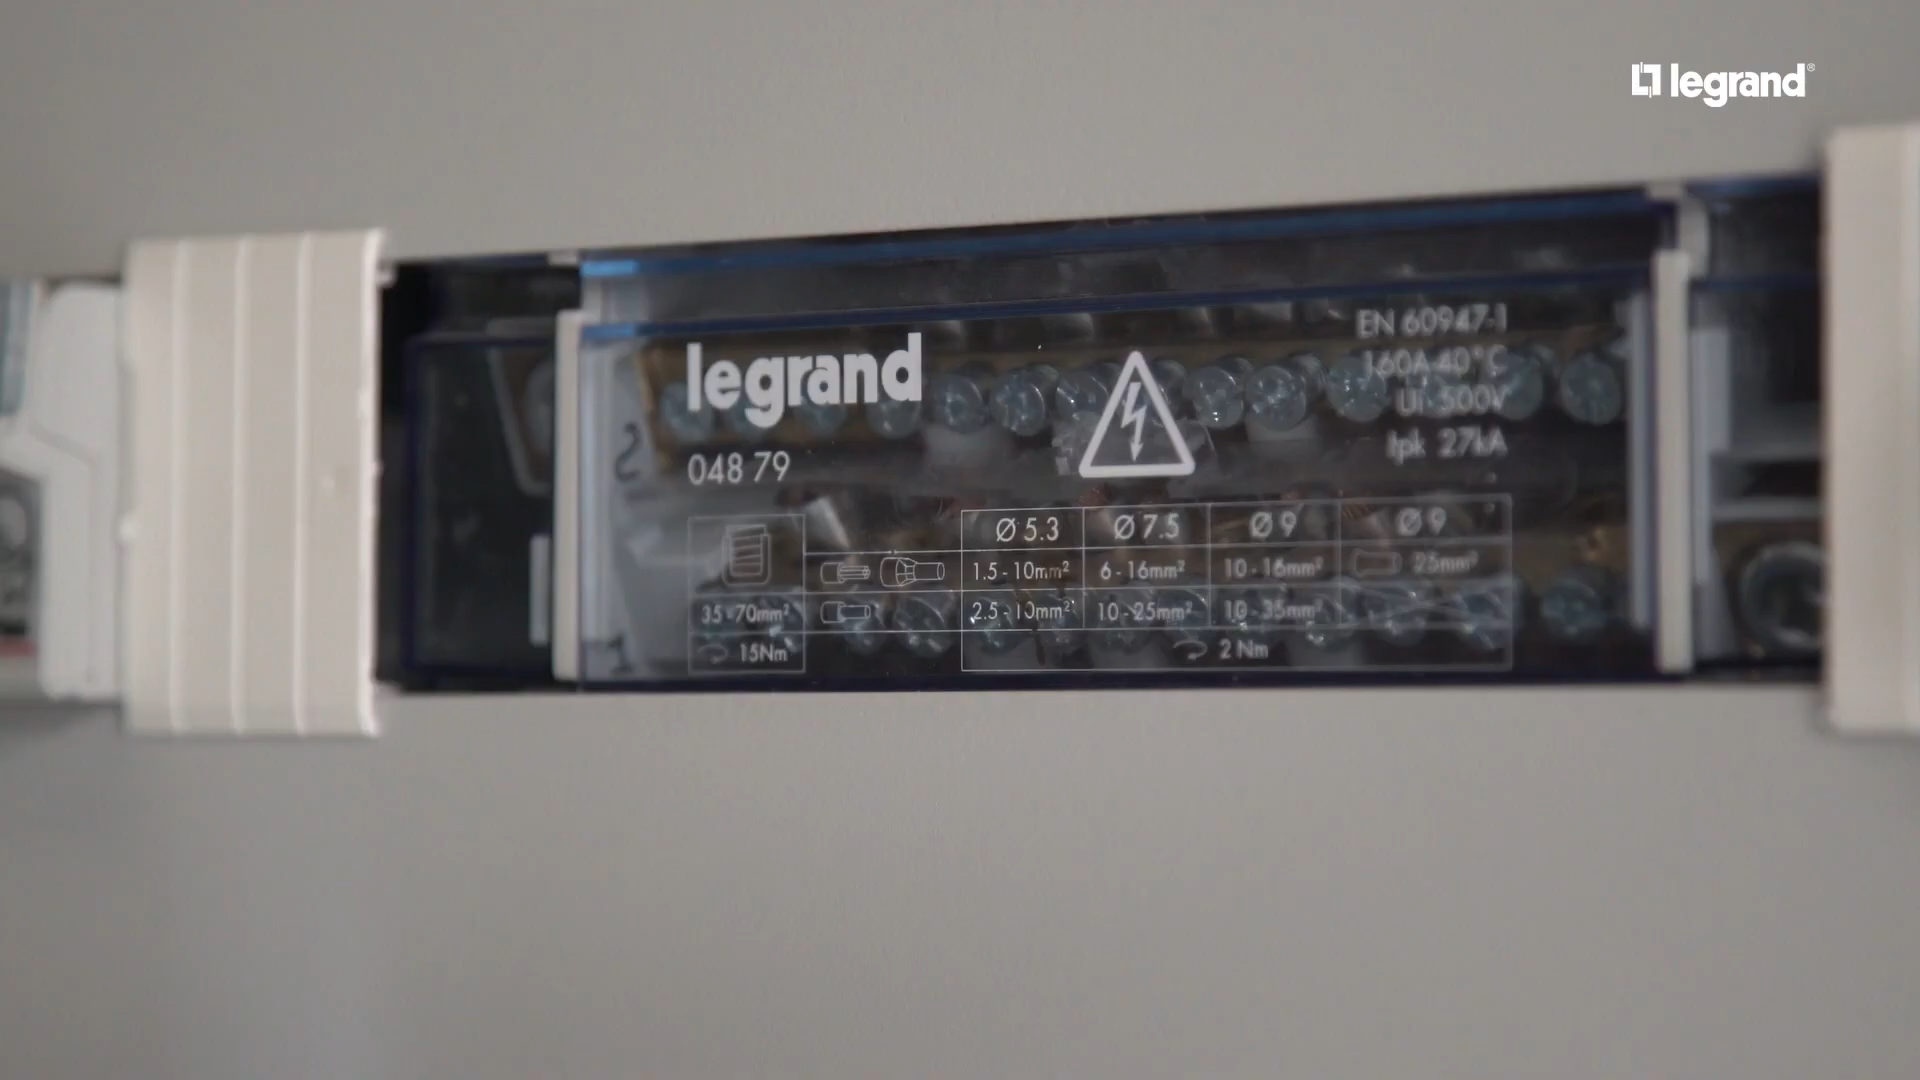 legrand®
legrand
048 79
EN 60947-1
160A 40°C
Ui 500V
Ipk 27kA
Ø 5.3 Ø 7.5 Ø 9 Ø 9
1.5 - 10mm² 6 - 16mm² 10 - 16mm² 25mm²
35 - 70mm² 2.5 - 10mm² 10 - 25mm² 10 - 35mm²
15Nm 2 Nm
2
1